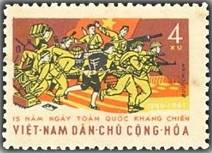 4
XU
1946-1961
15 NĂM NGÀY TOÀN QUỐC KHÁNG CHIẾN
VIỆT-NAM DÂN-CHỦ CỘNG-HÒA